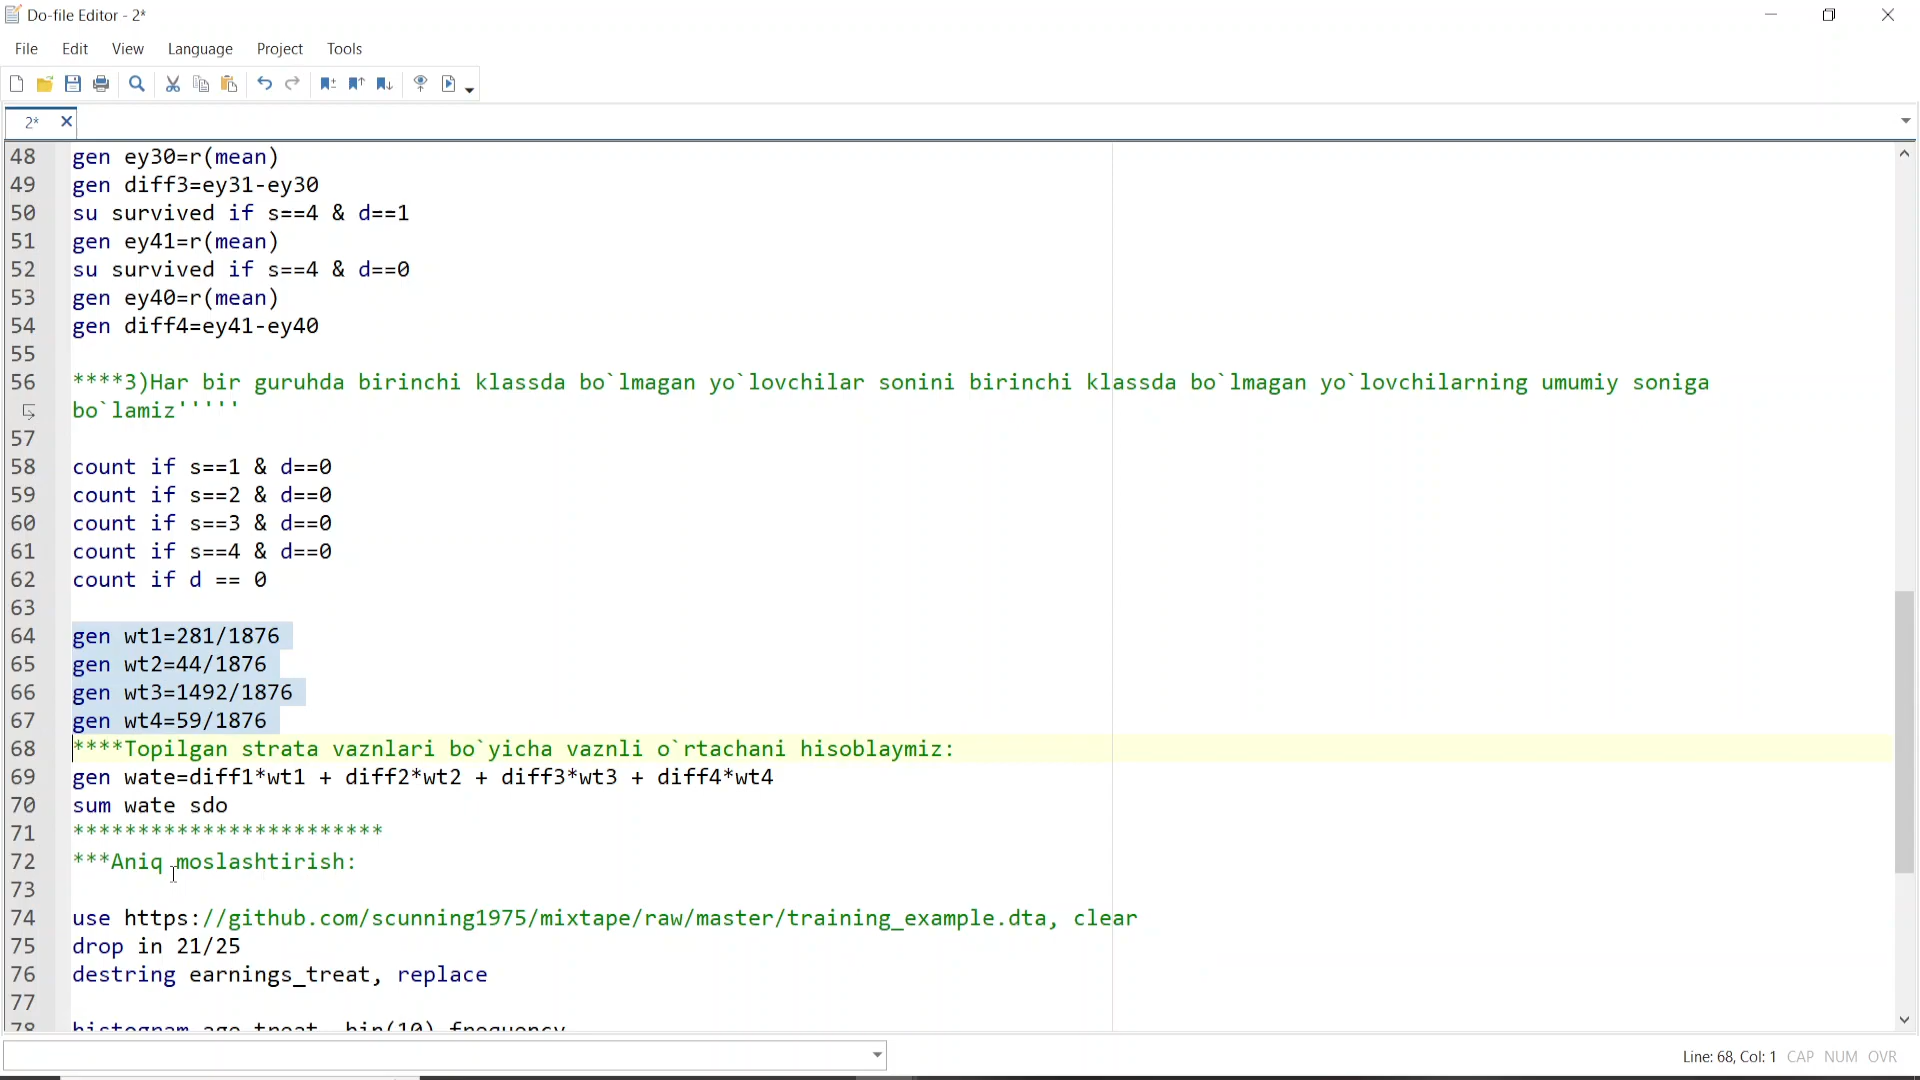 Do-file Editor - 2*
File Edit View Language Project Tools
2*
48 gen ey30=r(mean)
49 gen diff3=ey31-ey30
50 su survived if s==4 & d==1
51 gen ey41=r(mean)
52 su survived if s==4 & d==0
53 gen ey40=r(mean)
54 gen diff4=ey41-ey40
55
56 ****3)Har bir guruhda birinchi klassda bo`lmagan yo`lovchilar sonini birinchi klassda bo`lmagan yo`lovchilarning umumiy soniga
bo`lamiz'''''
57
58 count if s==1 & d==0
59 count if s==2 & d==0
60 count if s==3 & d==0
61 count if s==4 & d==0
62 count if d == 0
63
64 gen wt1=281/1876
65 gen wt2=44/1876
66 gen wt3=1492/1876
67 gen wt4=59/1876
68 ****Topilgan strata vaznlari bo`yicha vaznli o`rtachani hisoblaymiz:
69 gen wate=diff1*wt1 + diff2*wt2 + diff3*wt3 + diff4*wt4
70 sum wate sdo
71 ************************
72 ***Aniq moslashtirish:
73
74 use https://github.com/scunning1975/mixtape/raw/master/training_example.dta, clear
75 drop in 21/25
76 destring earnings_treat, replace
77
78 histogram age_treat, bin(10) frequency
Line: 68, Col: 1 CAP NUM OVR